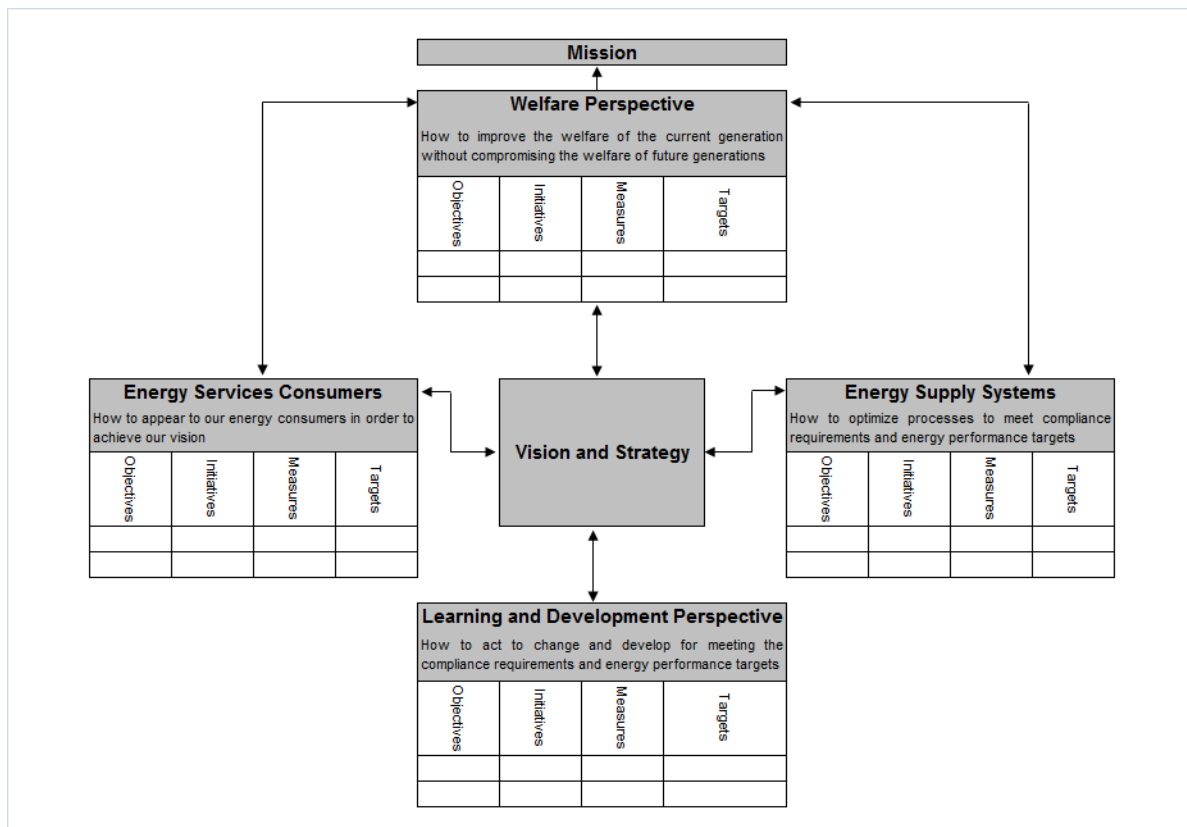 Mission
Welfare Perspective
How to improve the welfare of the current generation
without compromising the welfare of future generations
Objectives
Initiatives
Measures
Targets
Energy Services Consumers
How to appear to our energy consumers in order to
achieve our vision
Objectives
Initiatives
Measures
Targets
Vision and Strategy
Energy Supply Systems
How to optimize processes to meet compliance
requirements and energy performance targets
Objectives
Initiatives
Measures
Targets
Learning and Development Perspective
How to act to change and develop for meeting the
compliance requirements and energy performance targets
Objectives
Initiatives
Measures
Targets